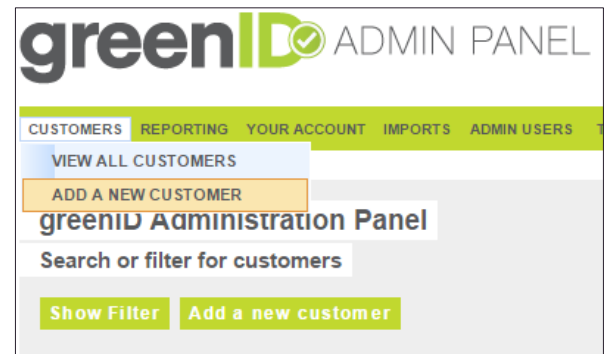 greenID ADMIN PANEL
CUSTOMERS REPORTING YOUR ACCOUNT IMPORTS ADMIN USERS
VIEW ALL CUSTOMERS
ADD A NEW CUSTOMER
greenID Administration Panel
Search or filter for customers
Show Filter Add a new customer